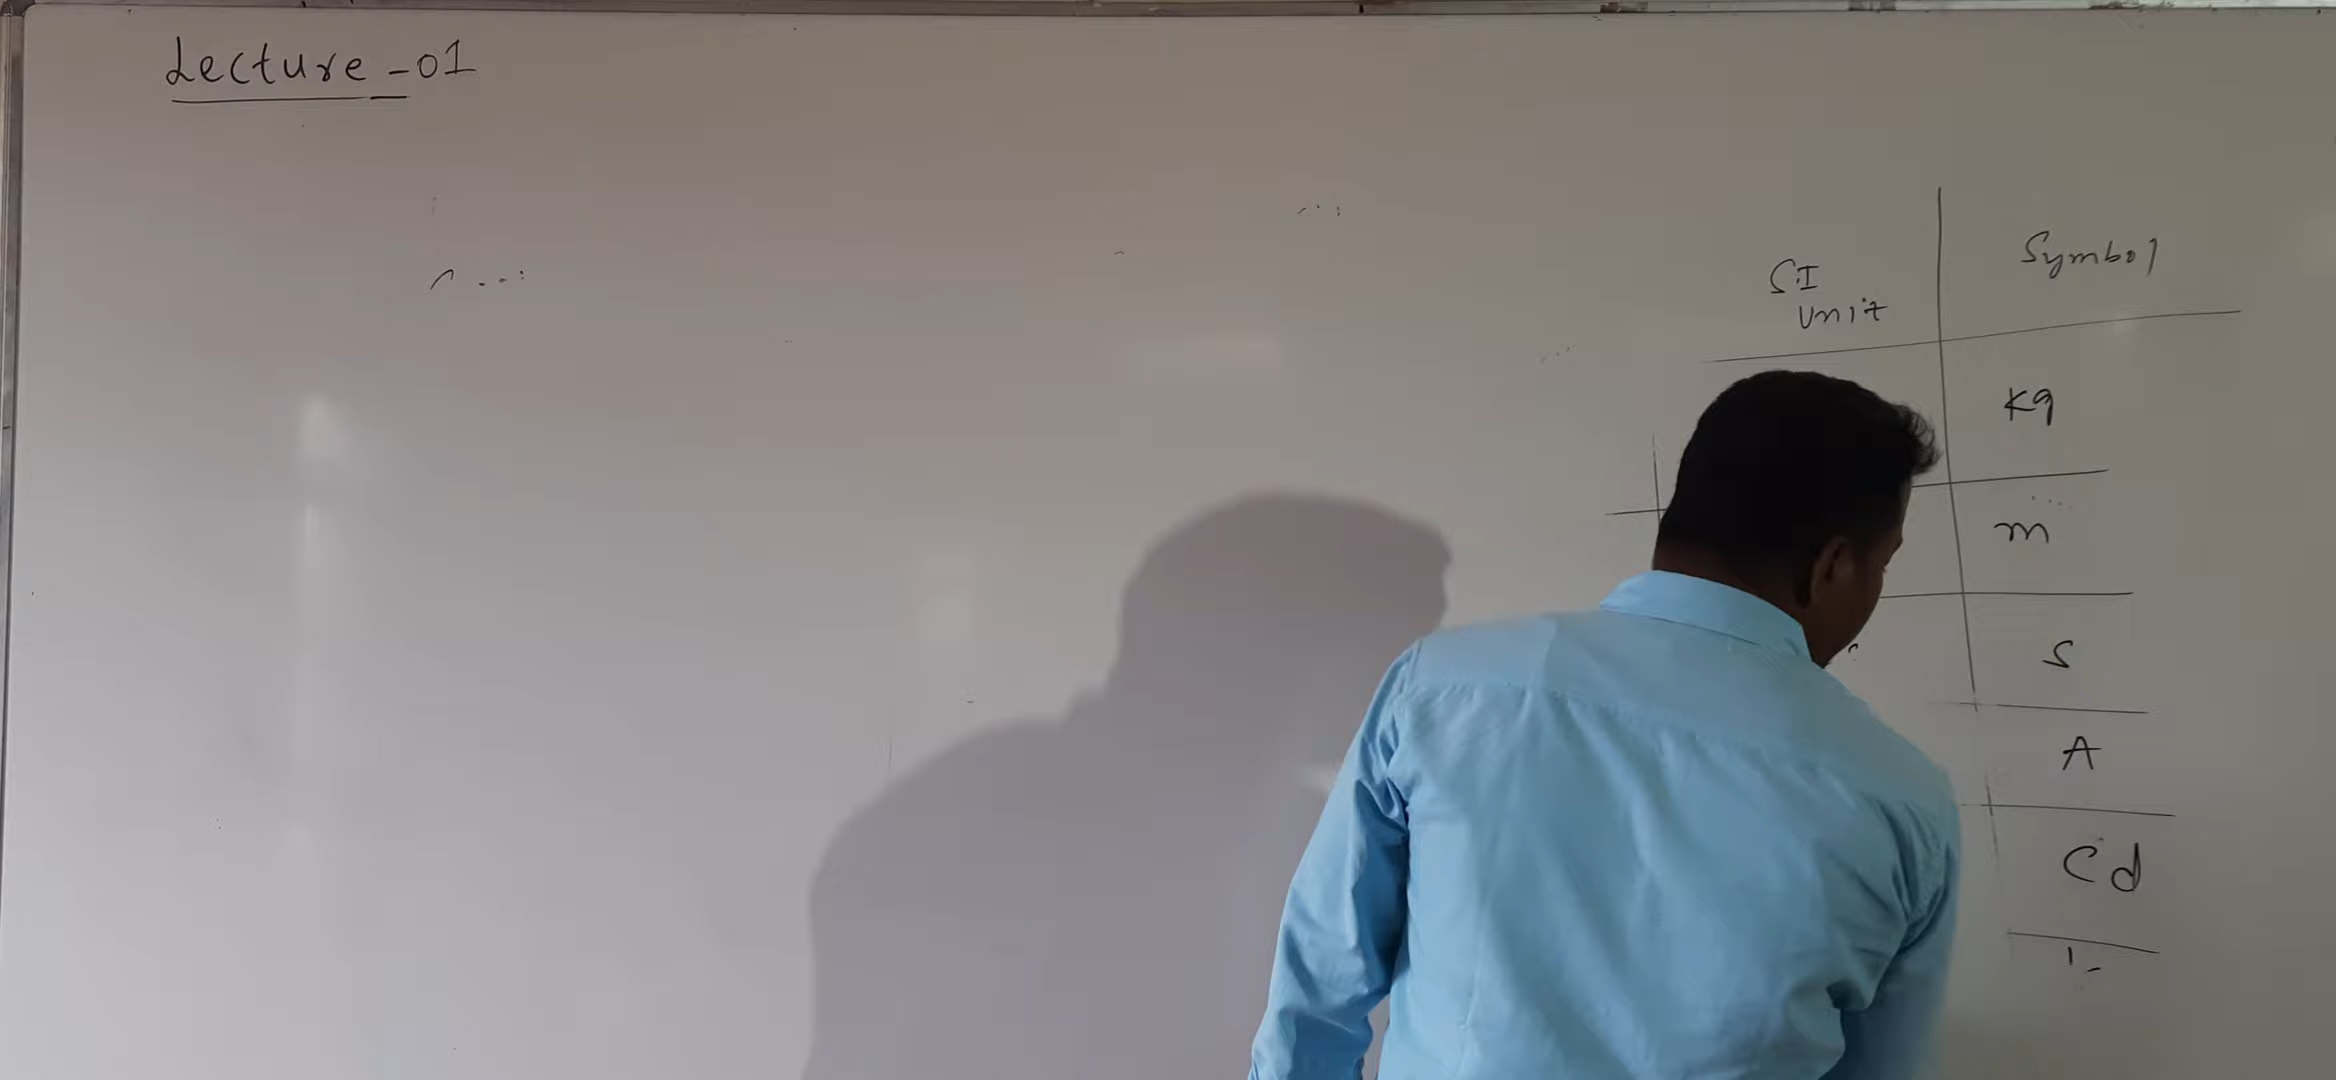 Lecture - 01
SI Symbol
Unit
Kg
m
S
A
Cd